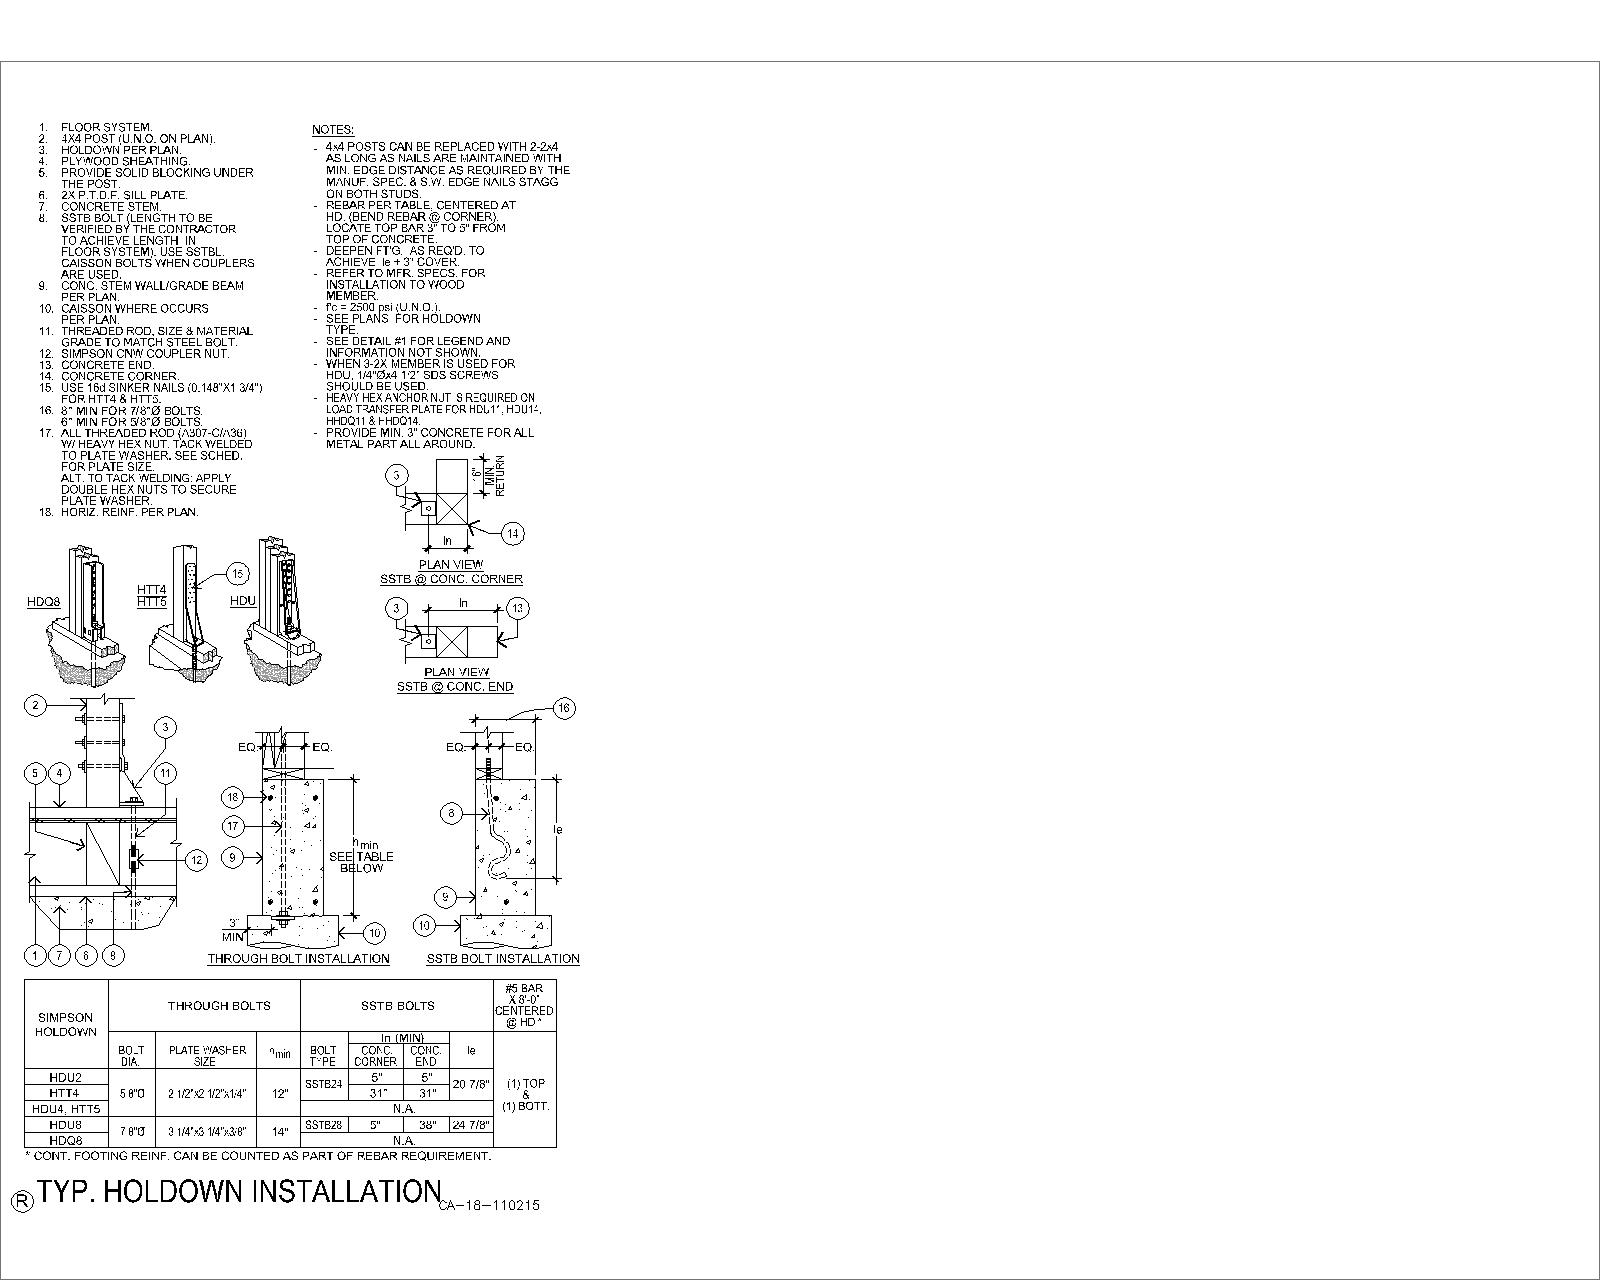 1. FLOOR SYSTEM.
2. 4X4 POST (U.N.O. ON PLAN).
3. HOLDOWN PER PLAN.
4. PLYWOOD SHEATHING.
5. PROVIDE SOLID BLOCKING UNDER
THE POST.
6. 2X P.T.D.F. SILL PLATE.
7. CONCRETE STEM.
8. SSTB BOLT (LENGTH TO BE
VERIFIED BY THE CONTRACTOR
TO ACHIEVE LENGTH IN
FLOOR SYSTEM). USE SSTBL.
CAISSON BOLTS WHEN COUPLERS
ARE USED.
9. CONC. STEM WALL/GRADE BEAM
PER PLAN.
10. CAISSON WHERE OCCURS
PER PLAN.
11. THREADED ROD, SIZE & MATERIAL
GRADE TO MATCH STEEL BOLT.
12. SIMPSON CNW COUPLER NUT.
13. CONCRETE END.
14. CONCRETE CORNER.
15. USE 16d SINKER NAILS (0.148"X1 3/4")
FOR HTT4 & HTT5.
16. 8" MIN FOR 7/8"Ø BOLTS.
6" MIN FOR 5/8"Ø BOLTS.
17. ALL THREADED ROD (A307-C/A36)
W/ HEAVY HEX NUT. TACK WELDED
TO PLATE WASHER. SEE SCHED.
FOR PLATE SIZE.
ALT. TO TACK WELDING: APPLY
DOUBLE HEX NUTS TO SECURE
PLATE WASHER.
18. HORIZ. REINF. PER PLAN.
NOTES:
- 4x4 POSTS CAN BE REPLACED WITH 2-2x4
AS LONG AS NAILS ARE MAINTAINED WITH
MIN. EDGE DISTANCE AS REQUIRED BY THE
MANUF. SPEC. & S.W. EDGE NAILS STAGG
ON BOTH STUDS.
- REBAR PER TABLE, CENTERED AT
HD. (BEND REBAR @ CORNER).
LOCATE TOP BAR 3" TO 5" FROM
TOP OF CONCRETE.
- DEEPEN FT'G. AS REQ'D. TO
ACHIEVE le + 3" COVER.
- REFER TO MFR. SPECS. FOR
INSTALLATION TO WOOD
MEMBER.
- f'c = 2500 psi (U.N.O.).
- SEE PLANS FOR HOLDOWN
TYPE.
- SEE DETAIL #1 FOR LEGEND AND
INFORMATION NOT SHOWN.
- WHEN 3-2X MEMBER IS USED FOR
HDU, 1/4"Øx4 1/2" SDS SCREWS
SHOULD BE USED.
- HEAVY HEX ANCHOR NUT IS REQUIRED ON
LOAD TRANSFER PLATE FOR HDU11, HDU14,
HHDQ11 & HHDQ14.
- PROVIDE MIN. 3" CONCRETE FOR ALL
METAL PART ALL AROUND.
3
16"
MIN.
RETURN
14
ln
PLAN VIEW
SSTB @ CONC. CORNER
HDQ8
HTT4
HTT5
15
HDU
3
ln
13
PLAN VIEW
SSTB @ CONC. END
2
3
5
4
11
12
1
7
6
8
EQ.
EQ.
18
17
9
hmin
SEE TABLE
BELOW
3"
MIN
10
THROUGH BOLT INSTALLATION
16
EQ.
EQ.
8
le
9
10
SSTB BOLT INSTALLATION
SIMPSON
HOLDOWN
THROUGH BOLTS
SSTB BOLTS
#5 BAR
X 8'-0"
CENTERED
@ HD *
BOLT
DIA.
PLATE WASHER
SIZE
hmin
BOLT
TYPE
ln (MIN)
CONC.
CORNER
CONC.
END
le
HDU2
HTT4
HDU4, HTT5
5 8"Ø
2 1/2"x2 1/2"x1/4"
12"
SSTB24
5"
5"
31"
31"
20 7/8"
N.A.
(1) TOP
&
(1) BOTT.
HDU8
HDQ8
7 8"Ø
3 1/4"x3 1/4"x3/8"
14"
SSTB28
5"
38"
24 7/8"
N.A.
* CONT. FOOTING REINF. CAN BE COUNTED AS PART OF REBAR REQUIREMENT.
R TYP. HOLDOWN INSTALLATION
CA-18-110215